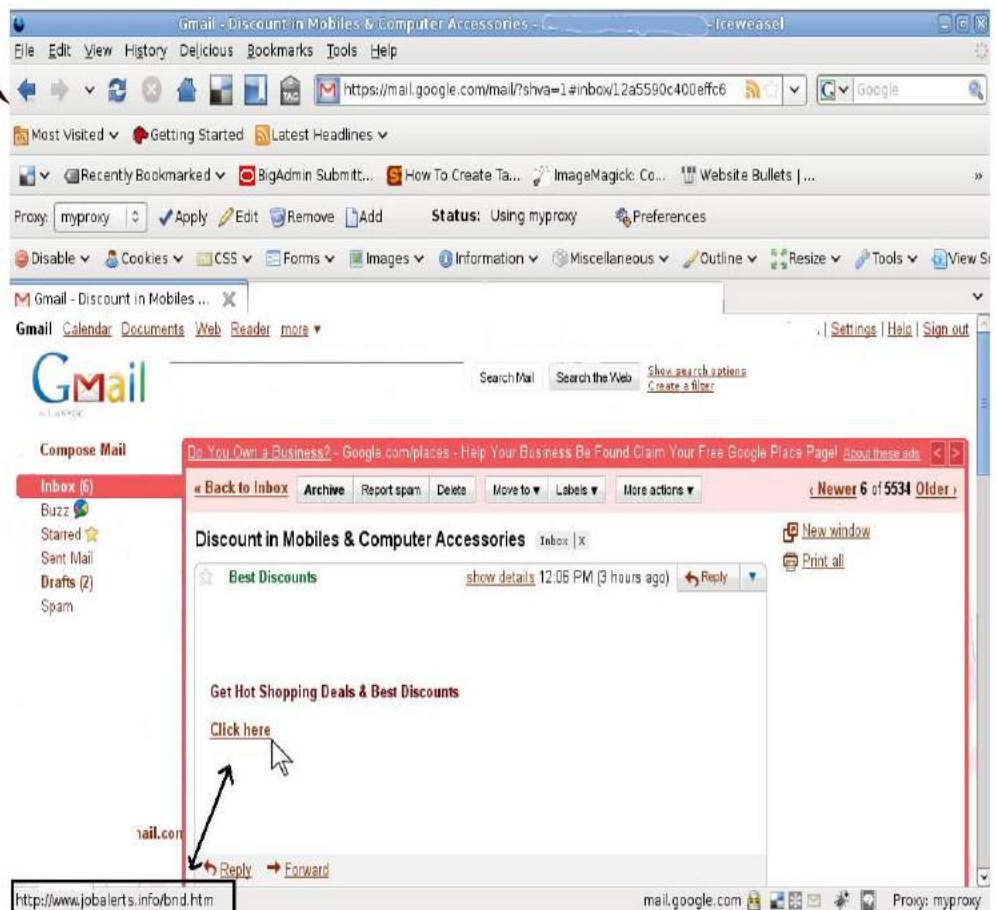 Gmail - Discount in Mobiles & Computer Accessories - - Iceweasel
File Edit View History Delicious Bookmarks Tools Help
TAG https://mail.google.com/mail/?shva=1#inbox/12a5590c400effc6 Google
Most Visited Getting Started Latest Headlines
Recently Bookmarked BigAdmin Submitt... How To Create Ta... ImageMagick: Co... Website Bullets | ... »
Proxy: myproxy Apply Edit Remove Add Status: Using myproxy Preferences
Disable Cookies CSS Forms Images Information Miscellaneous Outline Resize Tools View S
Gmail - Discount in Mobiles ...
Gmail Calendar Documents Web Reader more ▼ | Settings | Help | Sign out
Gmail
by Google
Search Mail Search the Web Show search options
Create a filter
Compose Mail
Do You Own a Business? - Google.com/places - Help Your Business Be Found Claim Your Free Google Place Page! About these ads < >
Inbox (6)
« Back to Inbox Archive Report spam Delete Move to ▼ Labels ▼ More actions ▼ ‹ Newer 6 of 5534 Older ›
Buzz
Starred
Sent Mail
Drafts (2)
Spam
Discount in Mobiles & Computer Accessories Inbox | X
New window
Print all
Best Discounts show details 12:06 PM (3 hours ago) Reply
Get Hot Shopping Deals & Best Discounts
Click here
nail.com
Reply Forward
http://www.jobalerts.info/bnd.htm mail.google.com Proxy: myproxy